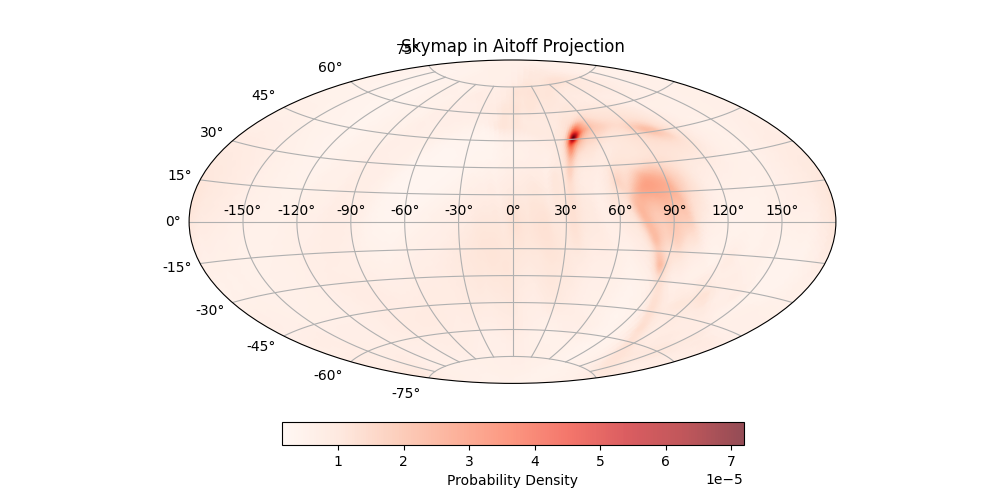 Skymap in Aitoff Projection
75°
60°
45°
30°
15°
0°
-15°
-30°
-45°
-60°
-75°
-150° -120° -90° -60° -30° 0° 30° 60° 90° 120° 150°
1 2 3 4 5 6 7
1e−5
Probability Density